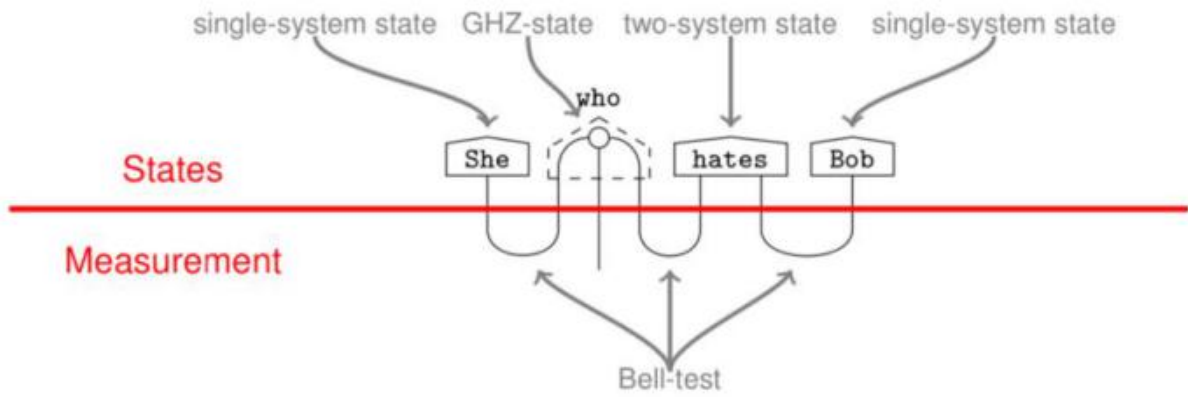 single-system state GHZ-state two-system state single-system state
who
She hates Bob
States
Measurement
Bell-test